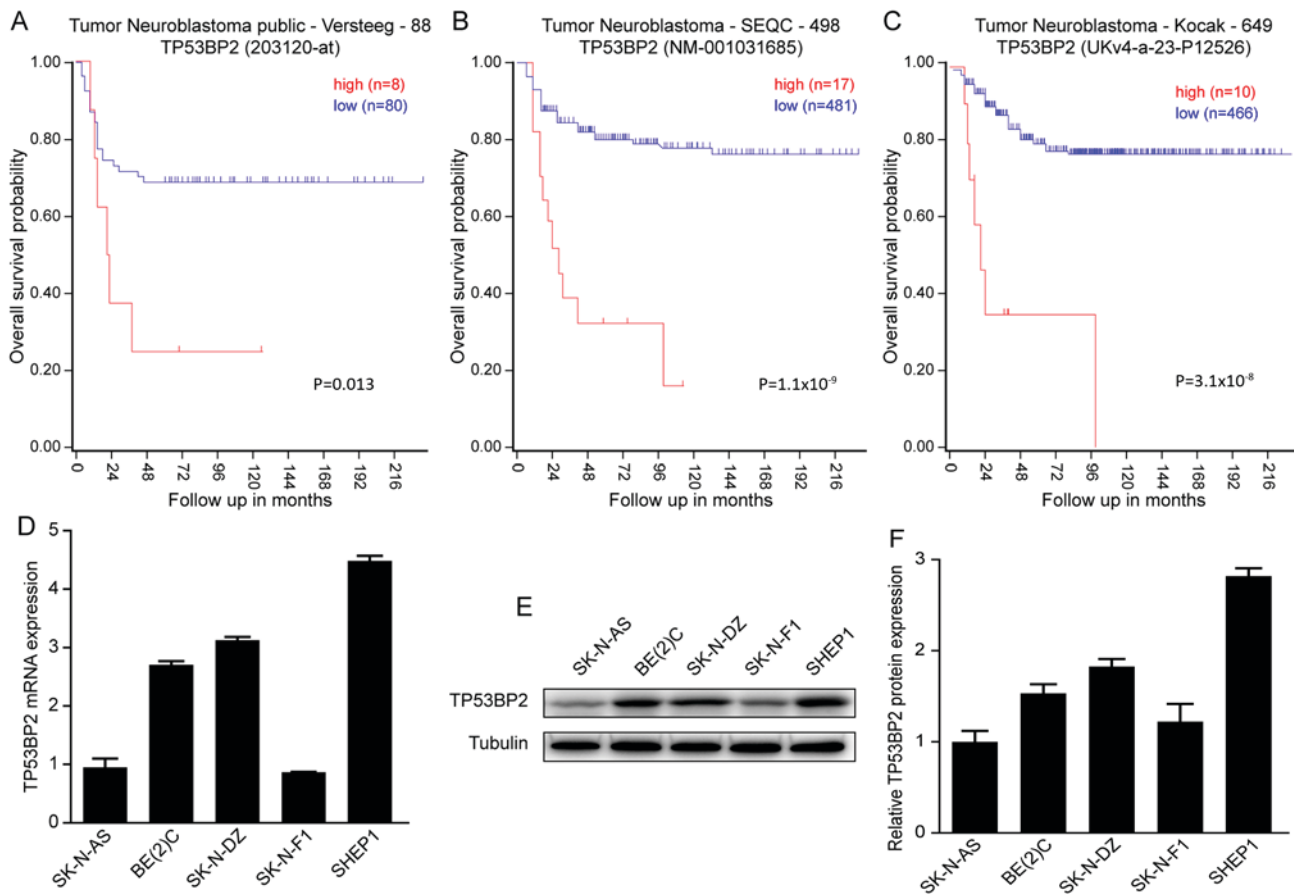 A
Tumor Neuroblastoma public - Versteeg - 88
TP53BP2 (203120-at)
high (n=8)
low (n=80)
Overall survival probability
1.00
0.80
0.60
0.40
0.20
0.00
P=0.013
0 24 48 72 96 120 144 168 192 216
Follow up in months
B
Tumor Neuroblastoma - SEQC - 498
TP53BP2 (NM-001031685)
high (n=17)
low (n=481)
Overall survival probability
1.00
0.80
0.60
0.40
0.20
0.00
P=1.1x10-9
0 24 48 72 96 120 144 168 192 216
Follow up in months
C
Tumor Neuroblastoma - Kocak - 649
TP53BP2 (UKv4-a-23-P12526)
high (n=10)
low (n=466)
Overall survival probability
1.00
0.80
0.60
0.40
0.20
0.00
P=3.1x10-8
0 24 48 72 96 120 144 168 192 216
Follow up in months
D
TP53BP2 mRNA expression
5
4
3
2
1
0
SK-N-AS BE(2)C SK-N-DZ SK-N-F1 SHEP1
E
SK-N-AS BE(2)C SK-N-DZ SK-N-F1 SHEP1
TP53BP2
Tubulin
F
Relative TP53BP2 protein expression
3
2
1
0
SK-N-AS BE(2)C SK-N-DZ SK-N-F1 SHEP1